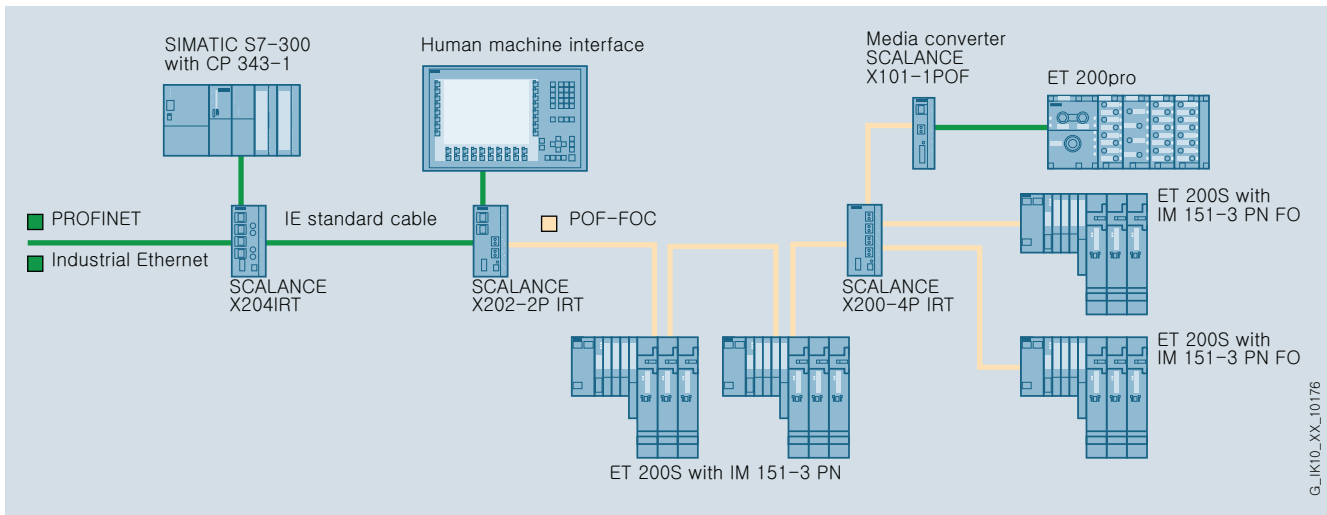 SIMATIC S7-300
with CP 343-1
Human machine interface
Media converter
SCALANCE
X101-1POF
ET 200pro
PROFINET
IE standard cable
POF-FOC
ET 200S with
IM 151-3 PN FO
Industrial Ethernet
SCALANCE
X204IRT
SCALANCE
X202-2P IRT
SCALANCE
X200-4P IRT
ET 200S with
IM 151-3 PN FO
ET 200S with IM 151-3 PN
G_IK10_XX_10176